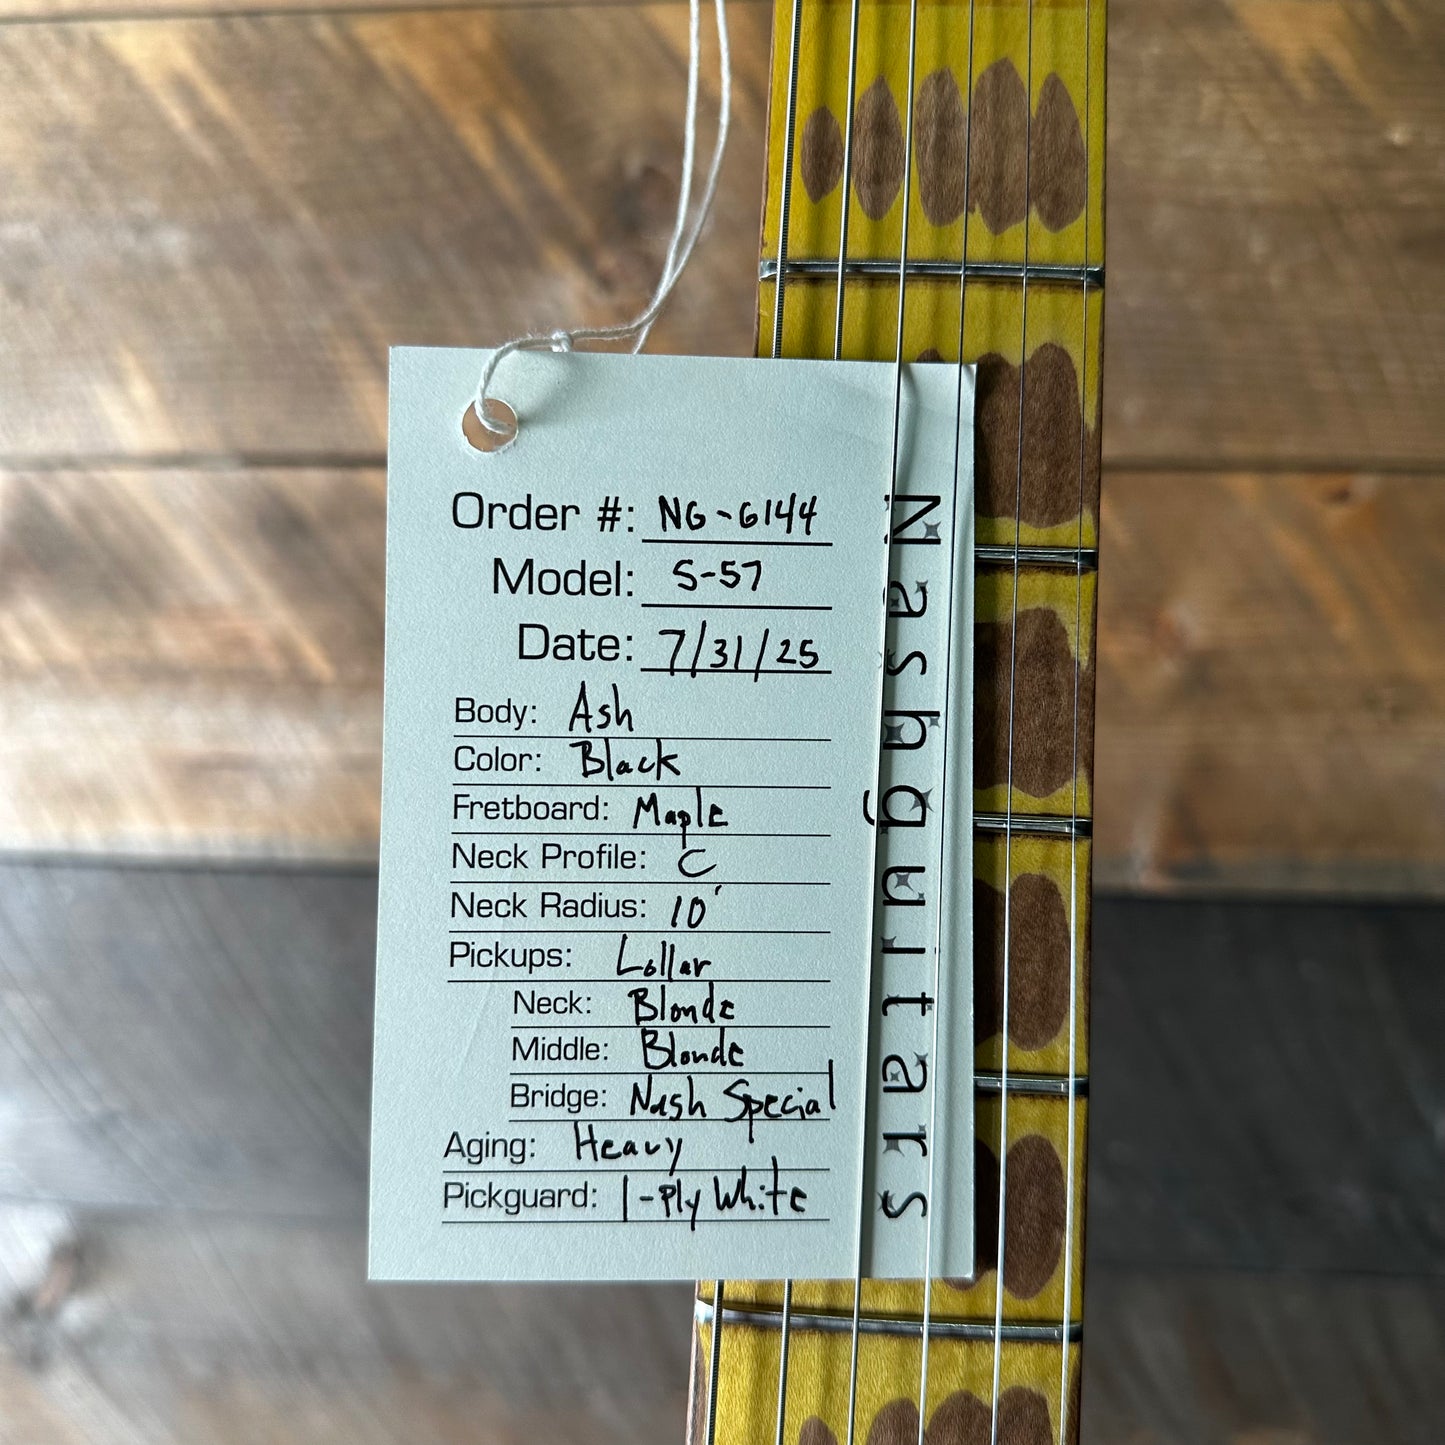 Order #: NG-6144
Model: S-57
Date: 7/31/25
Body: Ash
Color: Black
Fretboard: Maple
Neck Profile: C
Neck Radius: 10'
Pickups: Lollar
Neck: Blonde
Middle: Blonde
Bridge: Nash Special
Aging: Heavy
Pickguard: 1-Ply White
Nashguitars